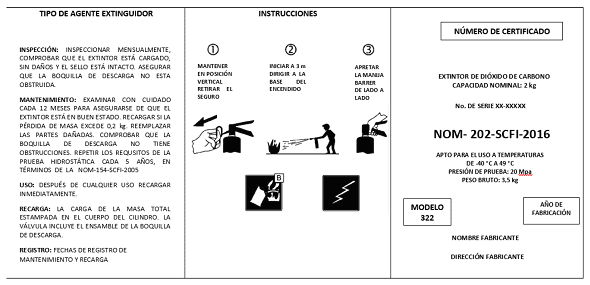 TIPO DE AGENTE EXTINGUIDOR
INSPECCIÓN: INSPECCIONAR MENSUALMENTE,
COMPROBAR QUE EL EXTINTOR ESTÁ CARGADO,
SIN DAÑOS Y EL SELLO ESTÁ INTACTO. ASEGURAR
QUE LA BOQUILLA DE DESCARGA NO ESTA
OBSTRUIDA.
MANTENIMIENTO: EXAMINAR CON CUIDADO
CADA 12 MESES PARA ASEGURARSE DE QUE EL
EXTINTOR ESTÁ EN BUEN ESTADO. RECARGAR SI LA
PÉRDIDA DE MASA EXCEDE 0,2 kg. REEMPLAZAR
LAS PARTES DAÑADAS. COMPROBAR QUE LA
BOQUILLA DE DESCARGA NO TIENE
OBSTRUCCIONES. REPETIR LOS REQUSITOS DE LA
PRUEBA HIDROSTÁTICA CADA 5 AÑOS, EN
TÉRMINOS DE LA NOM-154-SCFI-2005
USO: DESPUÉS DE CUALQUIER USO RECARGAR
INMEDIATAMENTE.
RECARGA: LA CARGA DE LA MASA TOTAL
ESTAMPADA EN EL CUERPO DEL CILINDRO. LA
VÁLVULA INCLUYE EL ENSAMBLE DE LA BOQUILLA
DE DESCARGA.
REGISTRO: FECHAS DE REGISTRO DE
MANTENIMIENTO Y RECARGA
INSTRUCCIONES
①
MANTENER
EN POSICIÓN
VERTICAL
RETIRAR EL
SEGURO
②
INICIAR A 3 m
DIRIGIR A LA
BASE DEL
ENCENDIDO
③
APRETAR
LA MANIJA
BARRER
DE LADO A
LADO
B
NÚMERO DE CERTIFICADO
EXTINTOR DE DIÓXIDO DE CARBONO
CAPACIDAD NOMINAL: 2 kg
No. DE SERIE XX-XXXXX
NOM- 202-SCFI-2016
APTO PARA EL USO A TEMPERATURAS
DE -40 °C A 49 °C
PRESIÓN DE PRUEBA: 20 Mpa
PESO BRUTO: 3,5 kg
MODELO
322
AÑO DE
FABRICACIÓN
NOMBRE FABRICANTE
DIRECCIÓN FABRICANTE